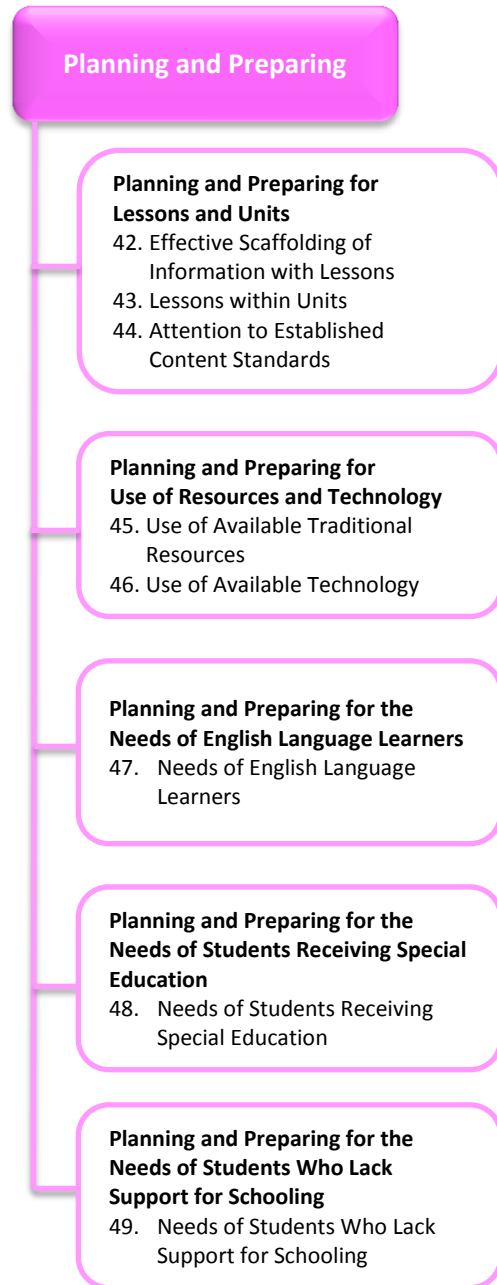 Planning and Preparing
Planning and Preparing for
Lessons and Units
42. Effective Scaffolding of
Information with Lessons
43. Lessons within Units
44. Attention to Established
Content Standards
Planning and Preparing for
Use of Resources and Technology
45. Use of Available Traditional
Resources
46. Use of Available Technology
Planning and Preparing for the
Needs of English Language Learners
47. Needs of English Language
Learners
Planning and Preparing for the
Needs of Students Receiving Special
Education
48. Needs of Students Receiving
Special Education
Planning and Preparing for the
Needs of Students Who Lack
Support for Schooling
49. Needs of Students Who Lack
Support for Schooling